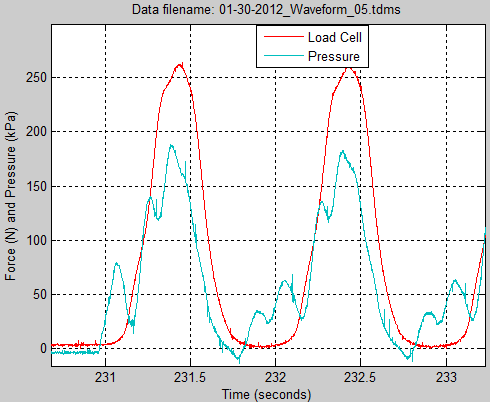 Data filename: 01-30-2012_Waveform_05.tdms
Load Cell
Pressure
Force (N) and Pressure (kPa)
250
200
150
100
50
0
231
231.5
232
232.5
233
Time (seconds)